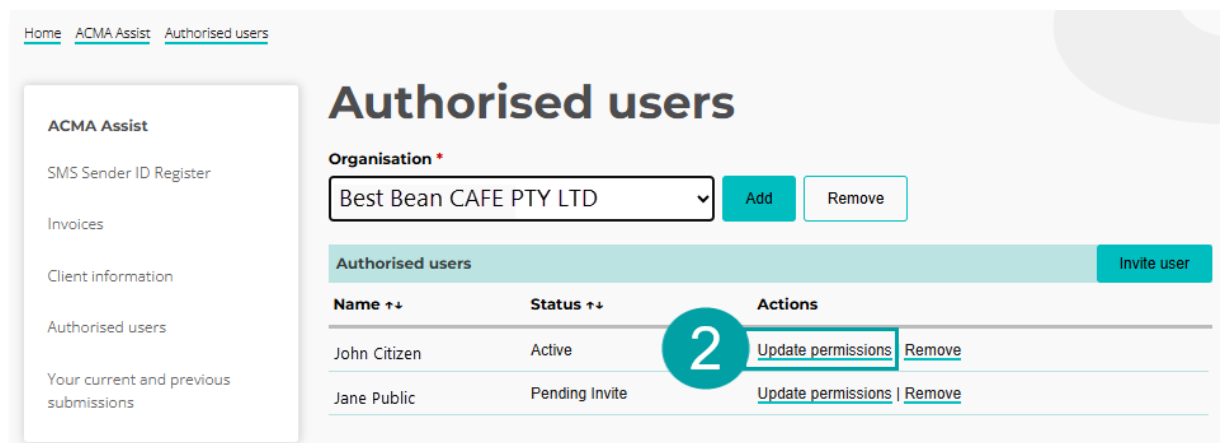 Home ACMA Assist Authorised users
ACMA Assist
SMS Sender ID Register
Invoices
Client information
Authorised users
Your current and previous
submissions
Authorised users
Organisation *
Best Bean CAFE PTY LTD Add Remove
Authorised users Invite user
Name ↑↓ Status ↑↓ Actions
John Citizen Active 2 Update permissions Remove
Jane Public Pending Invite Update permissions | Remove